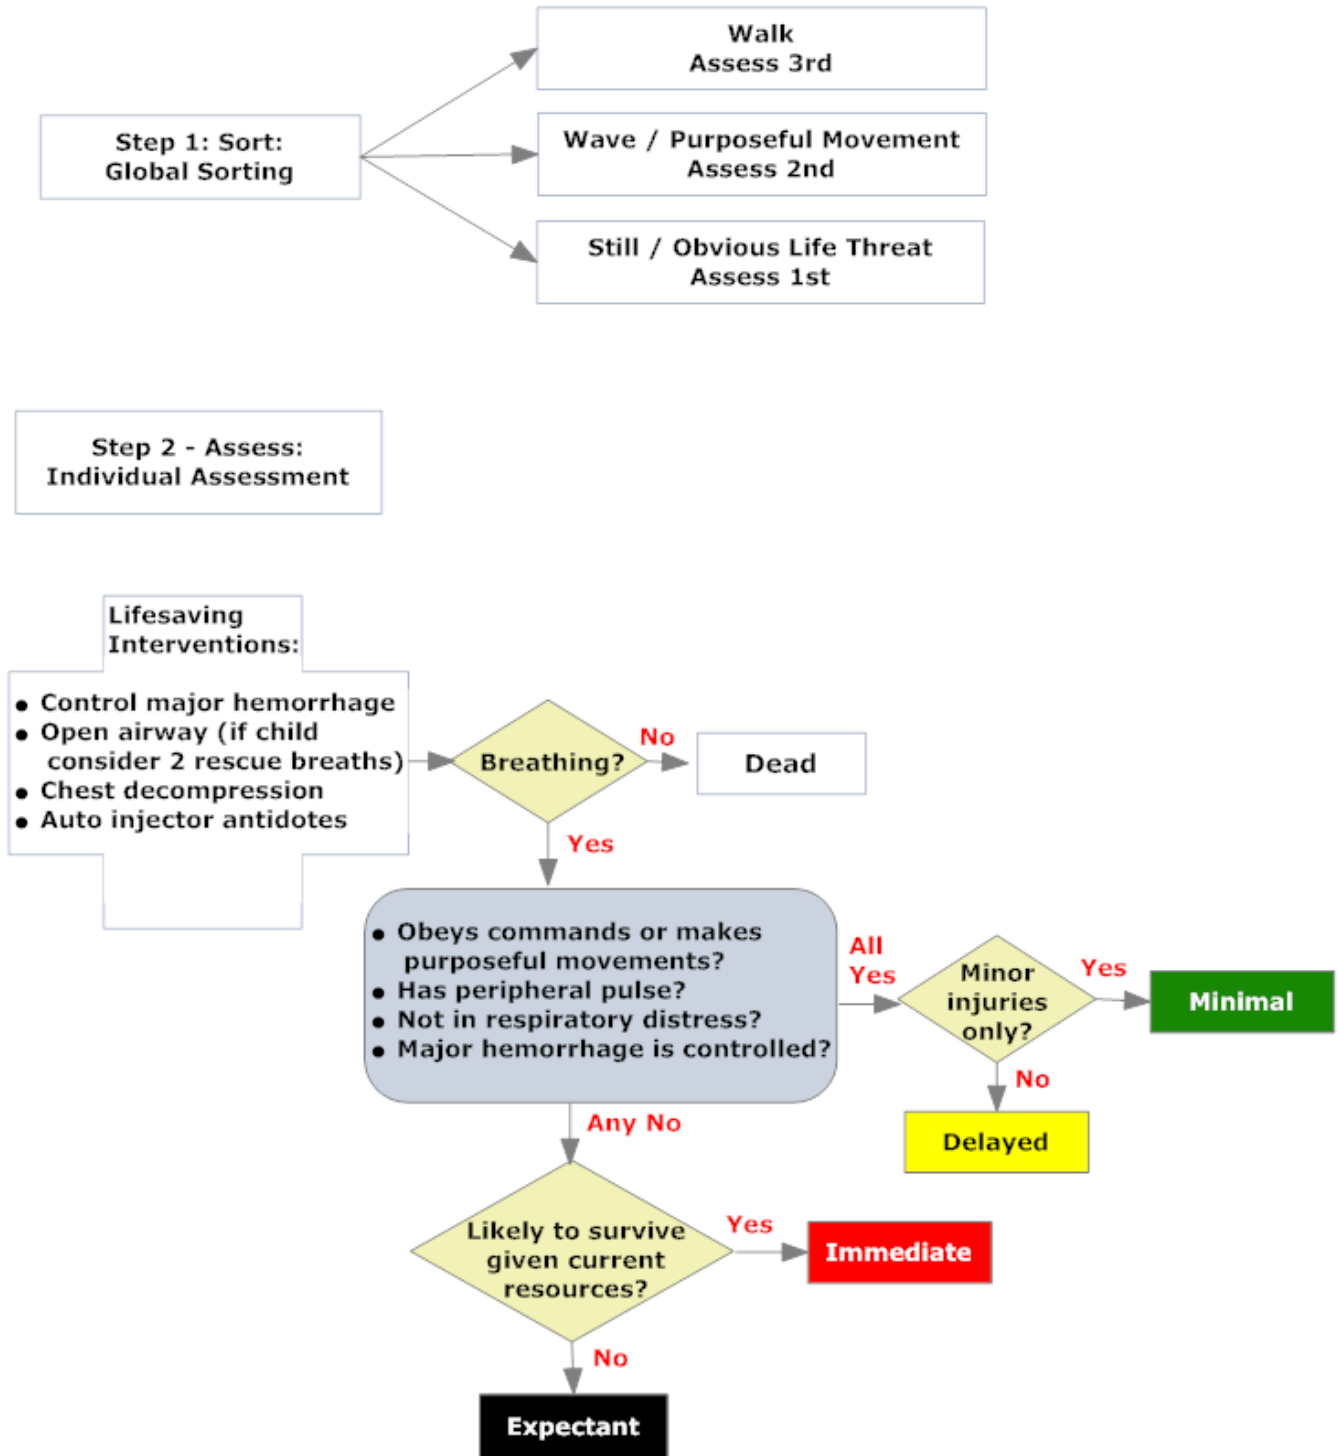 Walk
Assess 3rd
Step 1: Sort:
Global Sorting
Wave / Purposeful Movement
Assess 2nd
Still / Obvious Life Threat
Assess 1st
Step 2 - Assess:
Individual Assessment
Lifesaving
Interventions:
● Control major hemorrhage
● Open airway (if child
consider 2 rescue breaths)
● Chest decompression
● Auto injector antidotes
Breathing?
No
Dead
Yes
● Obeys commands or makes
purposeful movements?
● Has peripheral pulse?
● Not in respiratory distress?
● Major hemorrhage is controlled?
All
Yes
Minor
injuries
only?
Yes
Minimal
No
Delayed
Any No
Likely to survive
given current
resources?
Yes
Immediate
No
Expectant